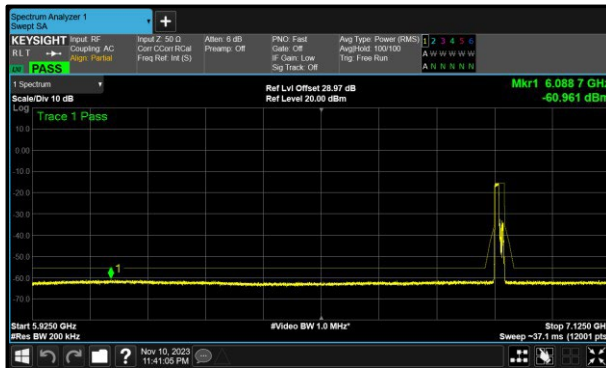 Spectrum Analyzer 1
Swept SA
KEYSIGHT
RLT
PASS
Input: RF
Coupling: AC
Align: Partial
Input Z: 50 Ω
Corr CCorr RCal
Freq Ref: Int (S)
Atten: 6 dB
Preamp: Off
PNO: Fast
Gate: Off
IF Gain: Low
Sig Track: Off
Avg Type: Power (RMS)
Avg|Hold: 100/100
Trig: Free Run
1 2 3 4 5 6
A W W W W W
A N N N N N
1 Spectrum
Scale/Div 10 dB
Ref Lvl Offset 28.97 dB
Ref Level 20.00 dBm
Mkr1 6.088 7 GHz
-60.961 dBm
Log
Trace 1 Pass
10.0
0.00
-10.0
-20.0
-30.0
-40.0
-50.0
-60.0
-70.0
1
Start 5.9250 GHz
#Res BW 200 kHz
#Video BW 1.0 MHz*
Stop 7.1250 GHz
Sweep ~37.1 ms (12001 pts)
?
Nov 10, 2023
11:41:05 PM